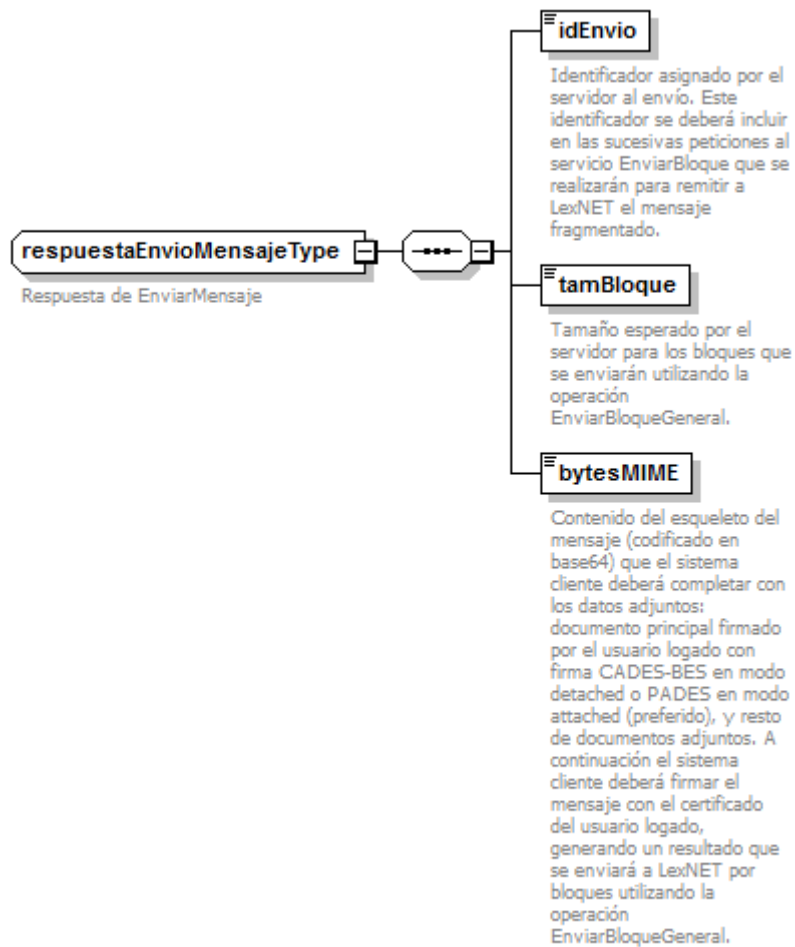 idEnvio
Identificador asignado por el
servidor al envío. Este
identificador se deberá incluir
en las sucesivas peticiones al
servicio EnviarBloque que se
realizarán para remitir a
LexNET el mensaje
fragmentado.
respuestaEnvioMensajeType
Respuesta de EnviarMensaje
tamBloque
Tamaño esperado por el
servidor para los bloques que
se enviarán utilizando la
operación
EnviarBloqueGeneral.
bytesMIME
Contenido del esqueleto del
mensaje (codificado en
base64) que el sistema
cliente deberá completar con
los datos adjuntos:
documento principal firmado
por el usuario logado con
firma CADES-BES en modo
detached o PADES en modo
attached (preferido), y resto
de documentos adjuntos. A
continuación el sistema
cliente deberá firmar el
mensaje con el certificado
del usuario logado,
generando un resultado que
se enviará a LexNET por
bloques utilizando la
operación
EnviarBloqueGeneral.